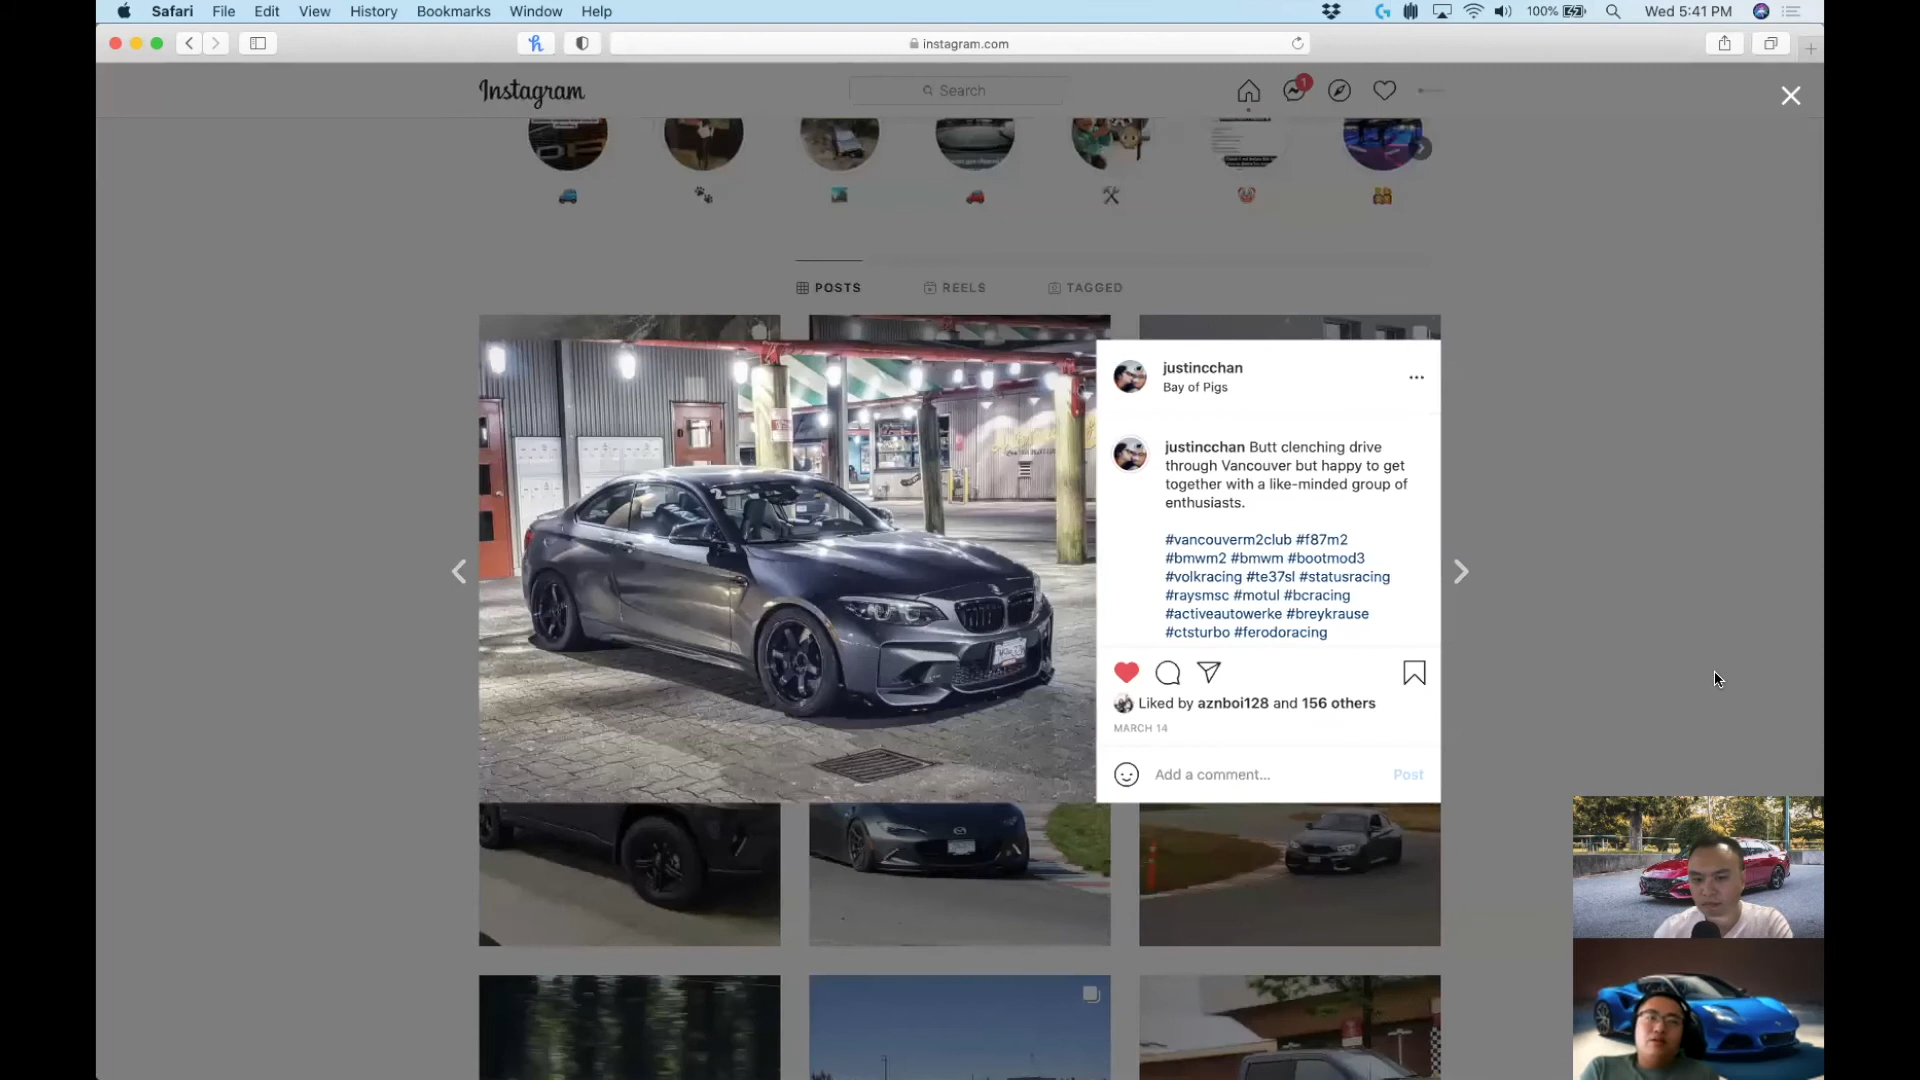 Safari File Edit View History Bookmarks Window Help 100% Wed 5:41 PM
instagram.com
Instagram Search 1
POSTS REELS TAGGED
justincchan
Bay of Pigs
justincchan Butt clenching drive
through Vancouver but happy to get
together with a like-minded group of
enthusiasts.
#vancouverm2club #f87m2
#bmwm2 #bmwm #bootmod3
#volkracing #te37sl #statusracing
#raysmsc #motul #bcracing
#activeautowerke #breykrause
#ctsturbo #ferodoracing
Liked by aznboi128 and 156 others
MARCH 14
Add a comment... Post